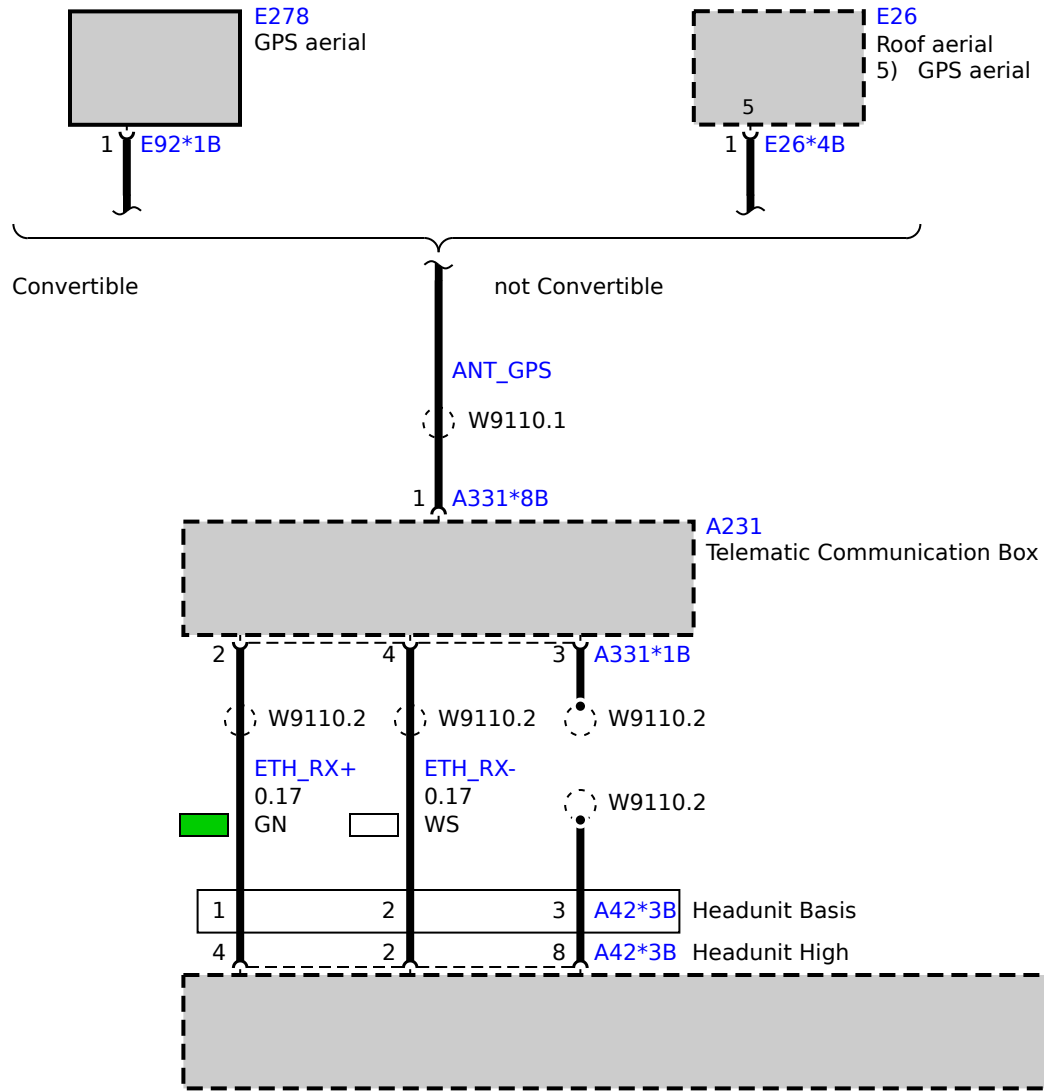 E278
GPS aerial
E26
Roof aerial
5) GPS aerial
5
1 E92*1B
1 E26*4B
Convertible
not Convertible
ANT_GPS
W9110.1
1 A331*8B
A231
Telematic Communication Box
2 4 3 A331*1B
W9110.2 W9110.2 W9110.2
ETH_RX+ ETH_RX-
0.17 0.17
GN WS
W9110.2
1 2 3 A42*3B Headunit Basis
4 2 8 A42*3B Headunit High